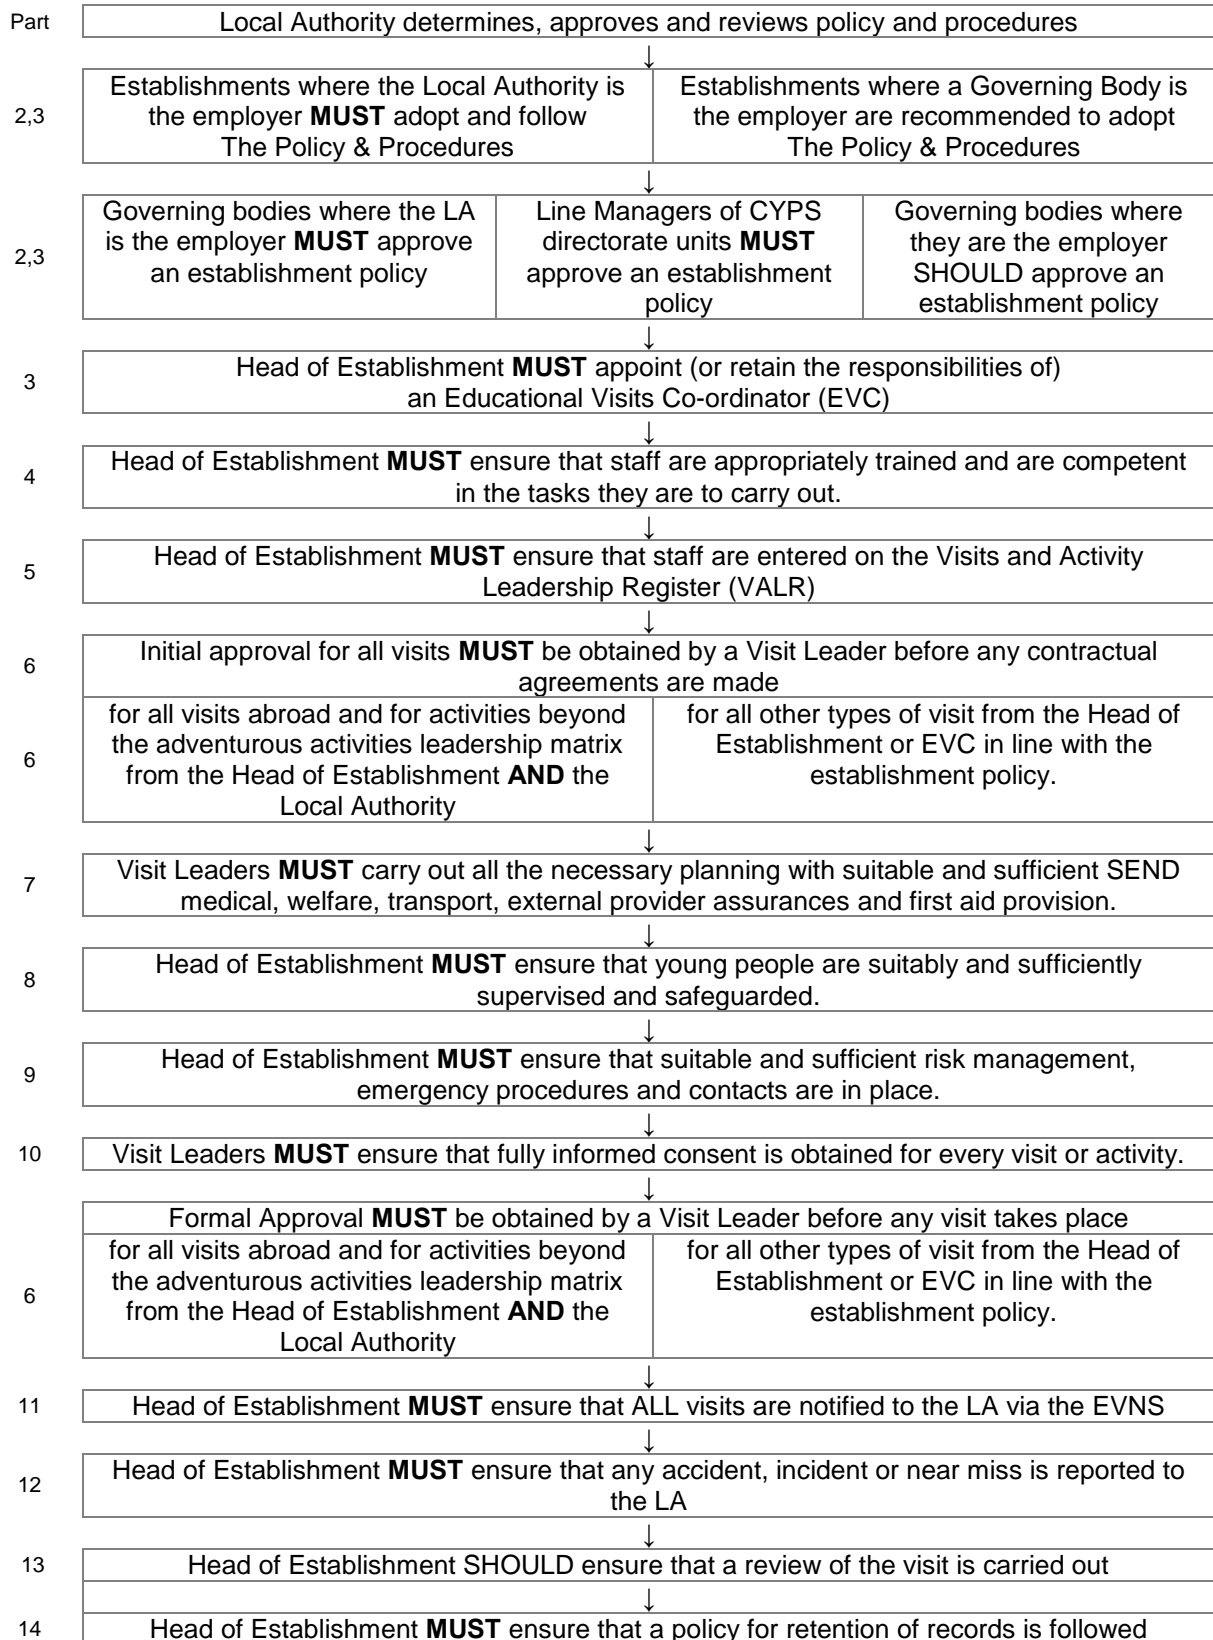 Part
Local Authority determines, approves and reviews policy and procedures
↓
2,3
Establishments where the Local Authority is
the employer MUST adopt and follow
The Policy & Procedures
Establishments where a Governing Body is
the employer are recommended to adopt
The Policy & Procedures
↓
2,3
Governing bodies where the LA
is the employer MUST approve
an establishment policy
Line Managers of CYPS
directorate units MUST
approve an establishment
policy
Governing bodies where
they are the employer
SHOULD approve an
establishment policy
↓
3
Head of Establishment MUST appoint (or retain the responsibilities of)
an Educational Visits Co-ordinator (EVC)
↓
4
Head of Establishment MUST ensure that staff are appropriately trained and are competent
in the tasks they are to carry out.
↓
5
Head of Establishment MUST ensure that staff are entered on the Visits and Activity
Leadership Register (VALR)
↓
6
Initial approval for all visits MUST be obtained by a Visit Leader before any contractual
agreements are made
6
for all visits abroad and for activities beyond
the adventurous activities leadership matrix
from the Head of Establishment AND the
Local Authority
for all other types of visit from the Head of
Establishment or EVC in line with the
establishment policy.
↓
7
Visit Leaders MUST carry out all the necessary planning with suitable and sufficient SEND
medical, welfare, transport, external provider assurances and first aid provision.
↓
8
Head of Establishment MUST ensure that young people are suitably and sufficiently
supervised and safeguarded.
↓
9
Head of Establishment MUST ensure that suitable and sufficient risk management,
emergency procedures and contacts are in place.
↓
10
Visit Leaders MUST ensure that fully informed consent is obtained for every visit or activity.
↓
Formal Approval MUST be obtained by a Visit Leader before any visit takes place
6
for all visits abroad and for activities beyond
the adventurous activities leadership matrix
from the Head of Establishment AND the
Local Authority
for all other types of visit from the Head of
Establishment or EVC in line with the
establishment policy.
↓
11
Head of Establishment MUST ensure that ALL visits are notified to the LA via the EVNS
↓
12
Head of Establishment MUST ensure that any accident, incident or near miss is reported to
the LA
↓
13
Head of Establishment SHOULD ensure that a review of the visit is carried out
↓
14
Head of Establishment MUST ensure that a policy for retention of records is followed